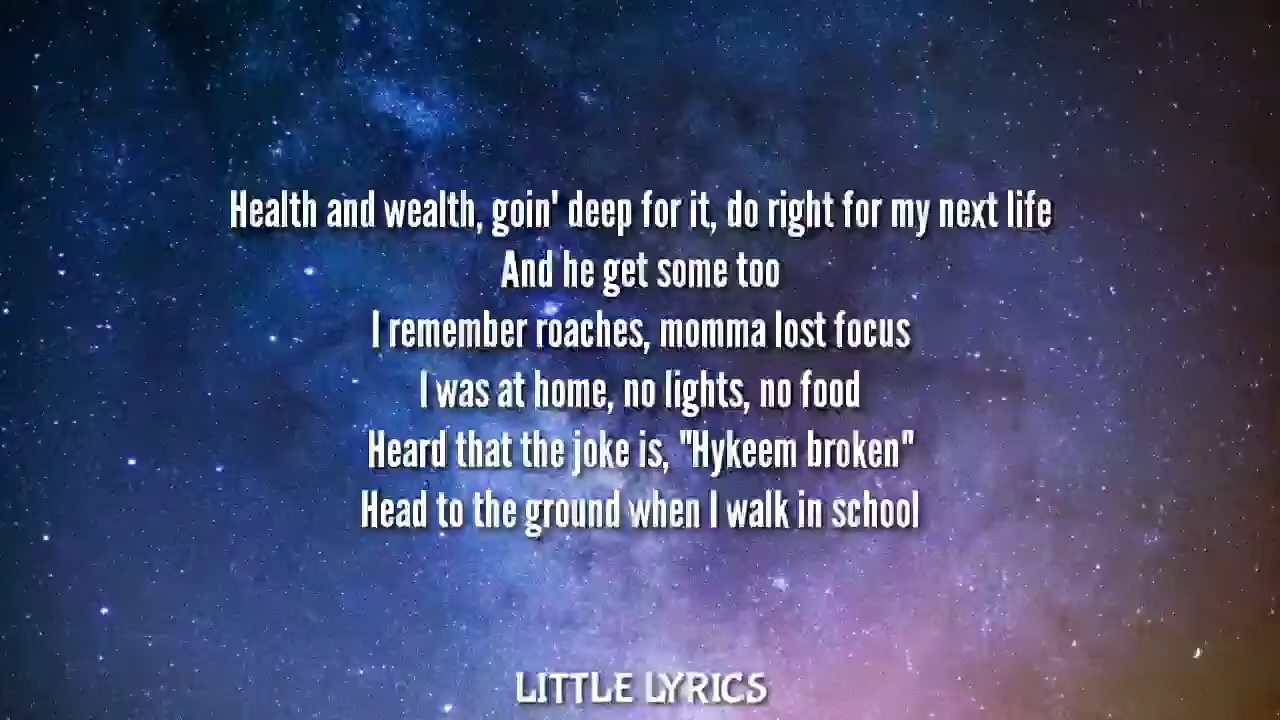 Health and wealth, goin' deep for it, do right for my next life
And he get some too
I remember roaches, momma lost focus
I was at home, no lights, no food
Heard that the joke is, "Hykeem broken"
Head to the ground when I walk in school
LITTLE LYRICS